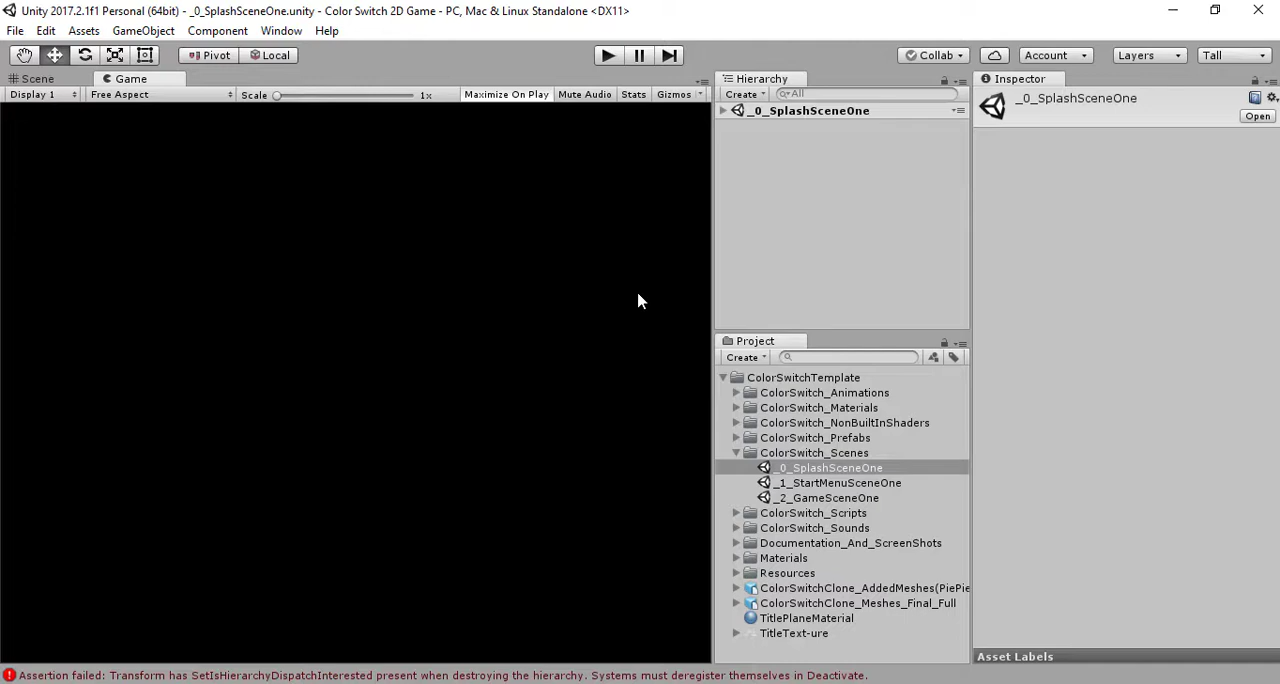 Unity 2017.2.1f1 Personal (64bit) - _0_SplashSceneOne.unity - Color Switch 2D Game - PC, Mac & Linux Standalone <DX11>
File Edit Assets GameObject Component Window Help
Pivot Local Collab Account Layers Tall
Scene Game Hierarchy Inspector
Display 1 Free Aspect Scale 1x Maximize On Play Mute Audio Stats Gizmos Create All
_0_SplashSceneOne
_0_SplashSceneOne
Open
Project
Create
ColorSwitchTemplate
ColorSwitch_Animations
ColorSwitch_Materials
ColorSwitch_NonBuiltInShaders
ColorSwitch_Prefabs
ColorSwitch_Scenes
_0_SplashSceneOne
_1_StartMenuSceneOne
_2_GameSceneOne
ColorSwitch_Scripts
ColorSwitch_Sounds
Documentation_And_ScreenShots
Materials
Resources
ColorSwitchClone_AddedMeshes(PiePie
ColorSwitchClone_Meshes_Final_Full
TitlePlaneMaterial
TitleText-ure
Asset Labels
Assertion failed: Transform has SetIsHierarchyDispatchInterested present when destroying the hierarchy. Systems must deregister themselves in Deactivate.